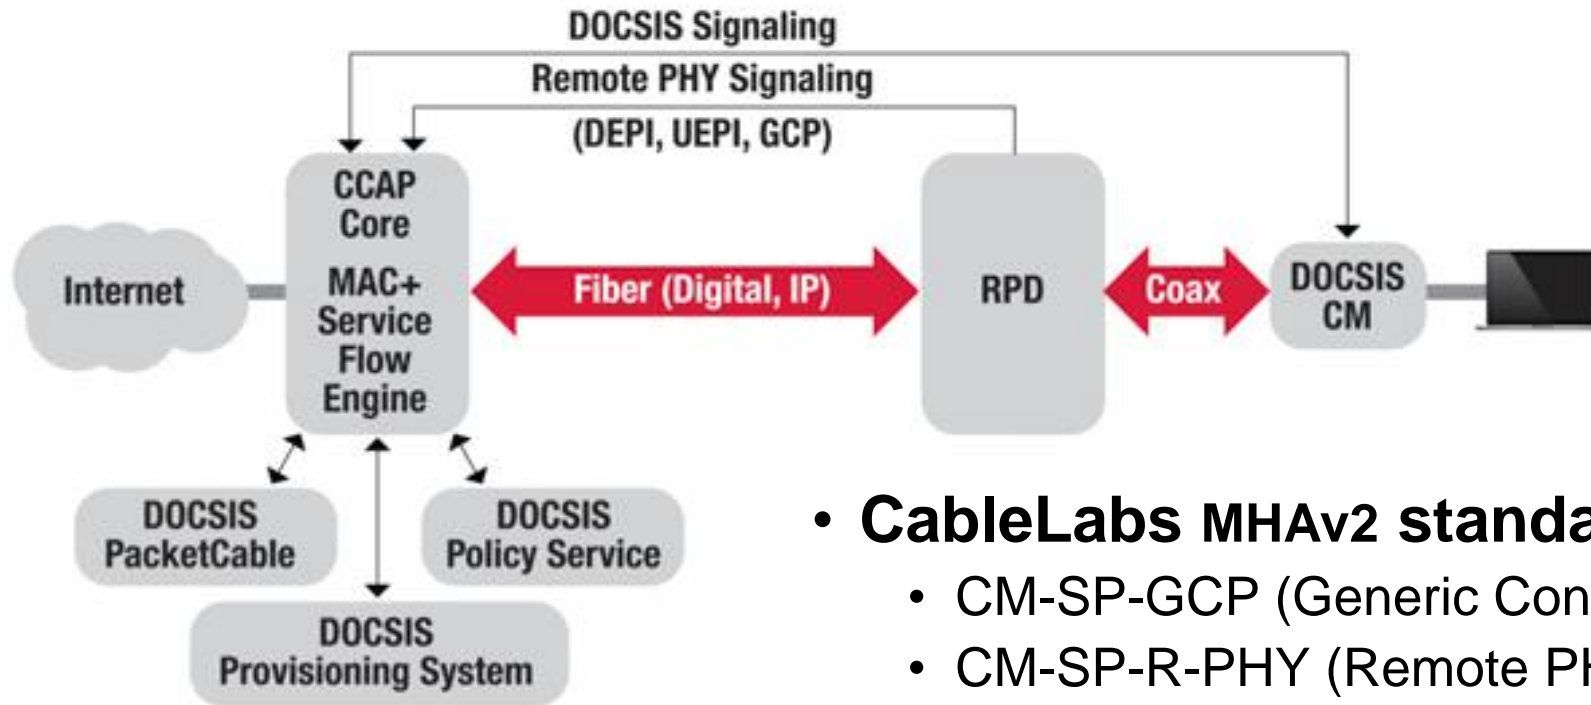 DOCSIS Signaling
Remote PHY Signaling
(DEPI, UEPI, GCP)
CCAP
Core
MAC+
Service
Flow
Engine
Internet
Fiber (Digital, IP)
RPD
Coax
DOCSIS
CM
DOCSIS
PacketCable
DOCSIS
Policy Service
DOCSIS
Provisioning System
• CableLabs MHAv2
• CM-SP-GCP (Generic
• CM-SP-R-PHY (Remote